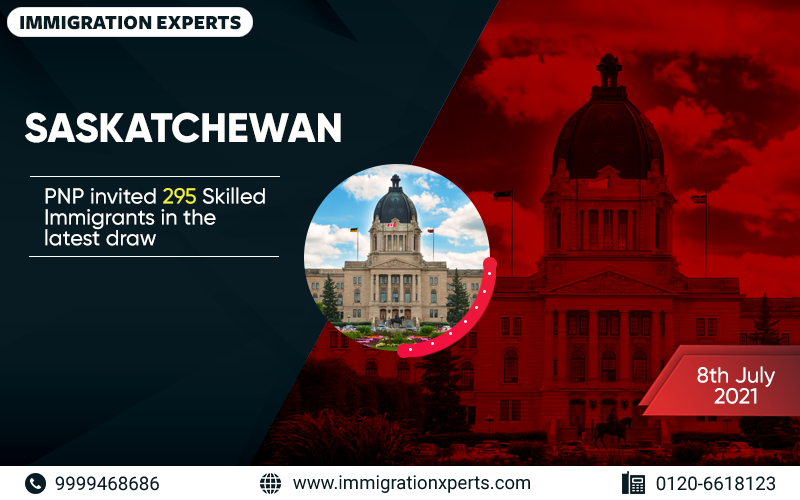 IMMIGRATION EXPERTS
SASKATCHEWAN
PNP invited 295 Skilled
Immigrants in the
latest draw
8th July
2021
9999468686
www.immigrationxperts.com
0120-6618123